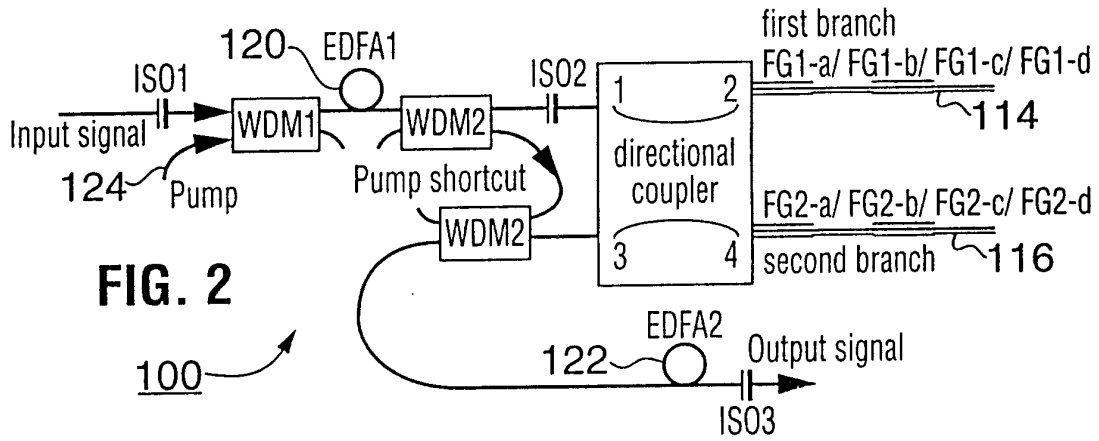 120
EDFA1
first branch
FG1-a/ FG1-b/ FG1-c/ FG1-d
ISO1
ISO2
1 2
114
Input signal
WDM1
WDM2
directional
coupler
124
Pump
Pump shortcut
FG2-a/ FG2-b/ FG2-c/ FG2-d
WDM2
3 4
second branch
116
FIG. 2
EDFA2
122
Output signal
100
ISO3